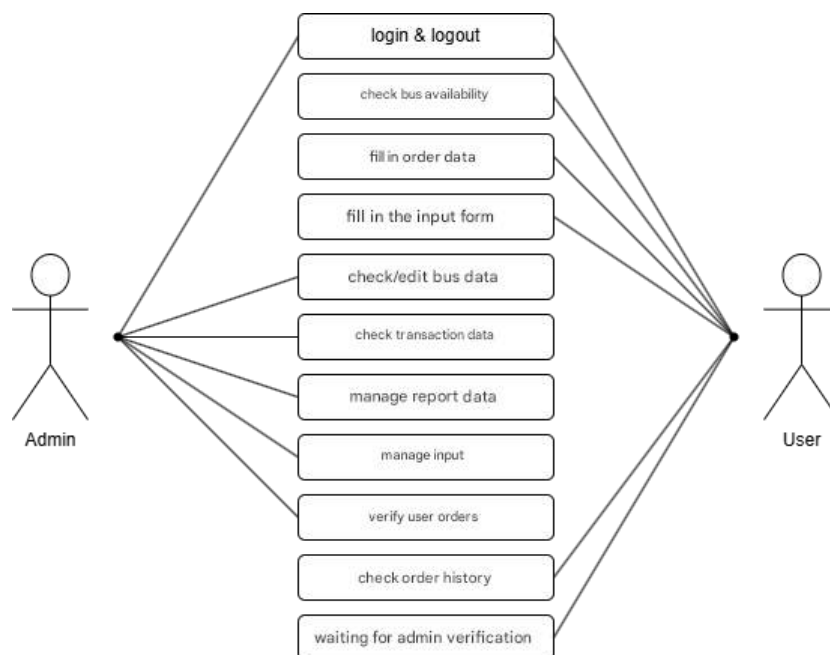 login & logout
check bus availability
fill in order data
fill in the input form
check/edit bus data
check transaction data
manage report data
manage input
verify user orders
check order history
waiting for admin verification
Admin
User